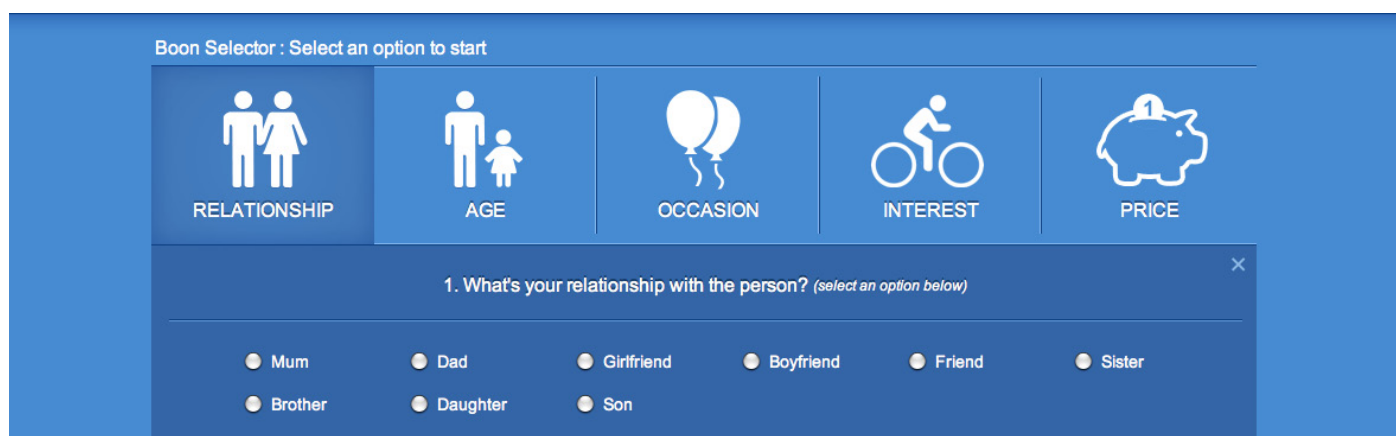 Boon Selector : Select an option to start
1
RELATIONSHIP AGE OCCASION INTEREST PRICE
1. What's your relationship with the person? (select an option below)
Mum Dad Girlfriend Boyfriend Friend Sister
Brother Daughter Son